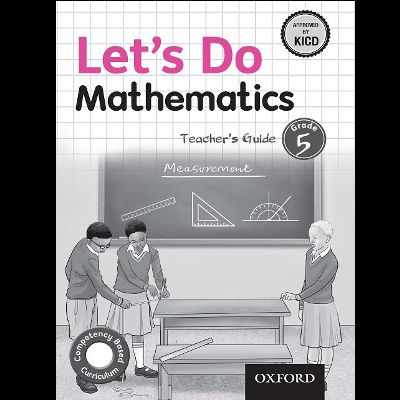 APPROVED
BY
KICD
Let's Do
Mathematics
Teacher's Guide
Grade
5
Measurement
Competency Based
Curriculum
OXFORD